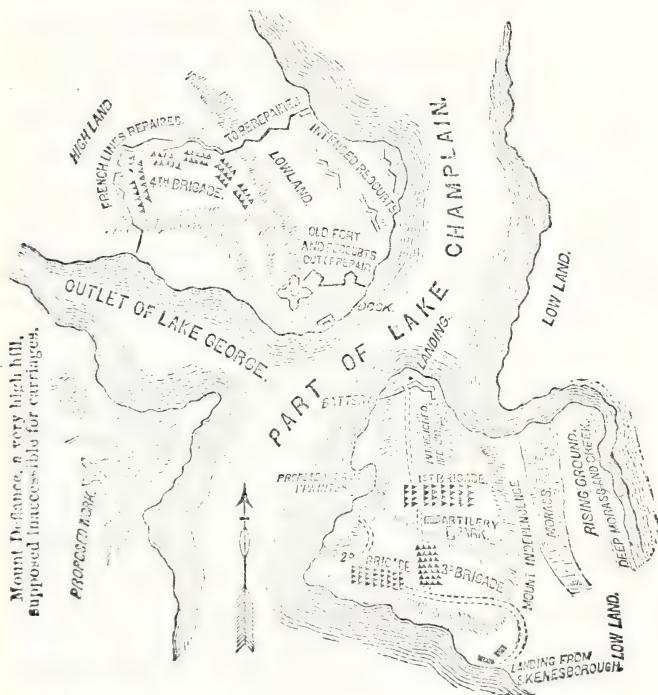 HIGH LAND
FRENCH LINES REPAIRED.
TO BE REPAIRED
4TH BRIGADE.
LOWLAND.
INTENDED REDOUBTS
OLD FORT
AND REDOUBTS
OUT OF REPAIR
DOCK.
OUTLET OF LAKE GEORGE.
PART OF LAKE CHAMPLAIN.
LOW LAND.
Mount Defiance, a very high hill,
supposed inaccessible for carriages.
PROPOSED WORK.
LANDING.
BATTERY
1ST BRIGADE
ARTILERY
PARK.
2D BRIGADE
3D BRIGADE
MOUNT INDEPENDENCE
MORASS.
RISING GROUND.
DEEP MORASS AND CREEK.
LANDING FROM
SKENESBOROUGH.
LOW LAND.